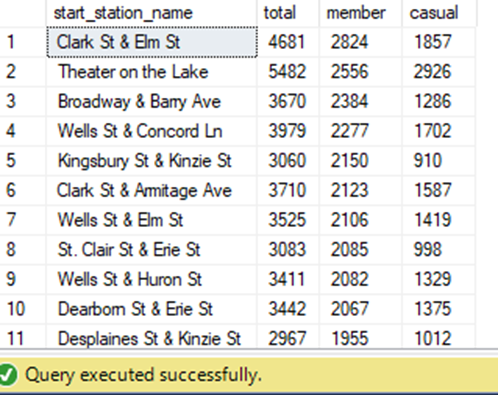 start_station_name total member casual
1 Clark St & Elm St 4681 2824 1857
2 Theater on the Lake 5482 2556 2926
3 Broadway & Barry Ave 3670 2384 1286
4 Wells St & Concord Ln 3979 2277 1702
5 Kingsbury St & Kinzie St 3060 2150 910
6 Clark St & Armitage Ave 3710 2123 1587
7 Wells St & Elm St 3525 2106 1419
8 St. Clair St & Erie St 3083 2085 998
9 Wells St & Huron St 3411 2082 1329
10 Dearborn St & Erie St 3442 2067 1375
11 Desplaines St & Kinzie St 2967 1955 1012
Query executed successfully.